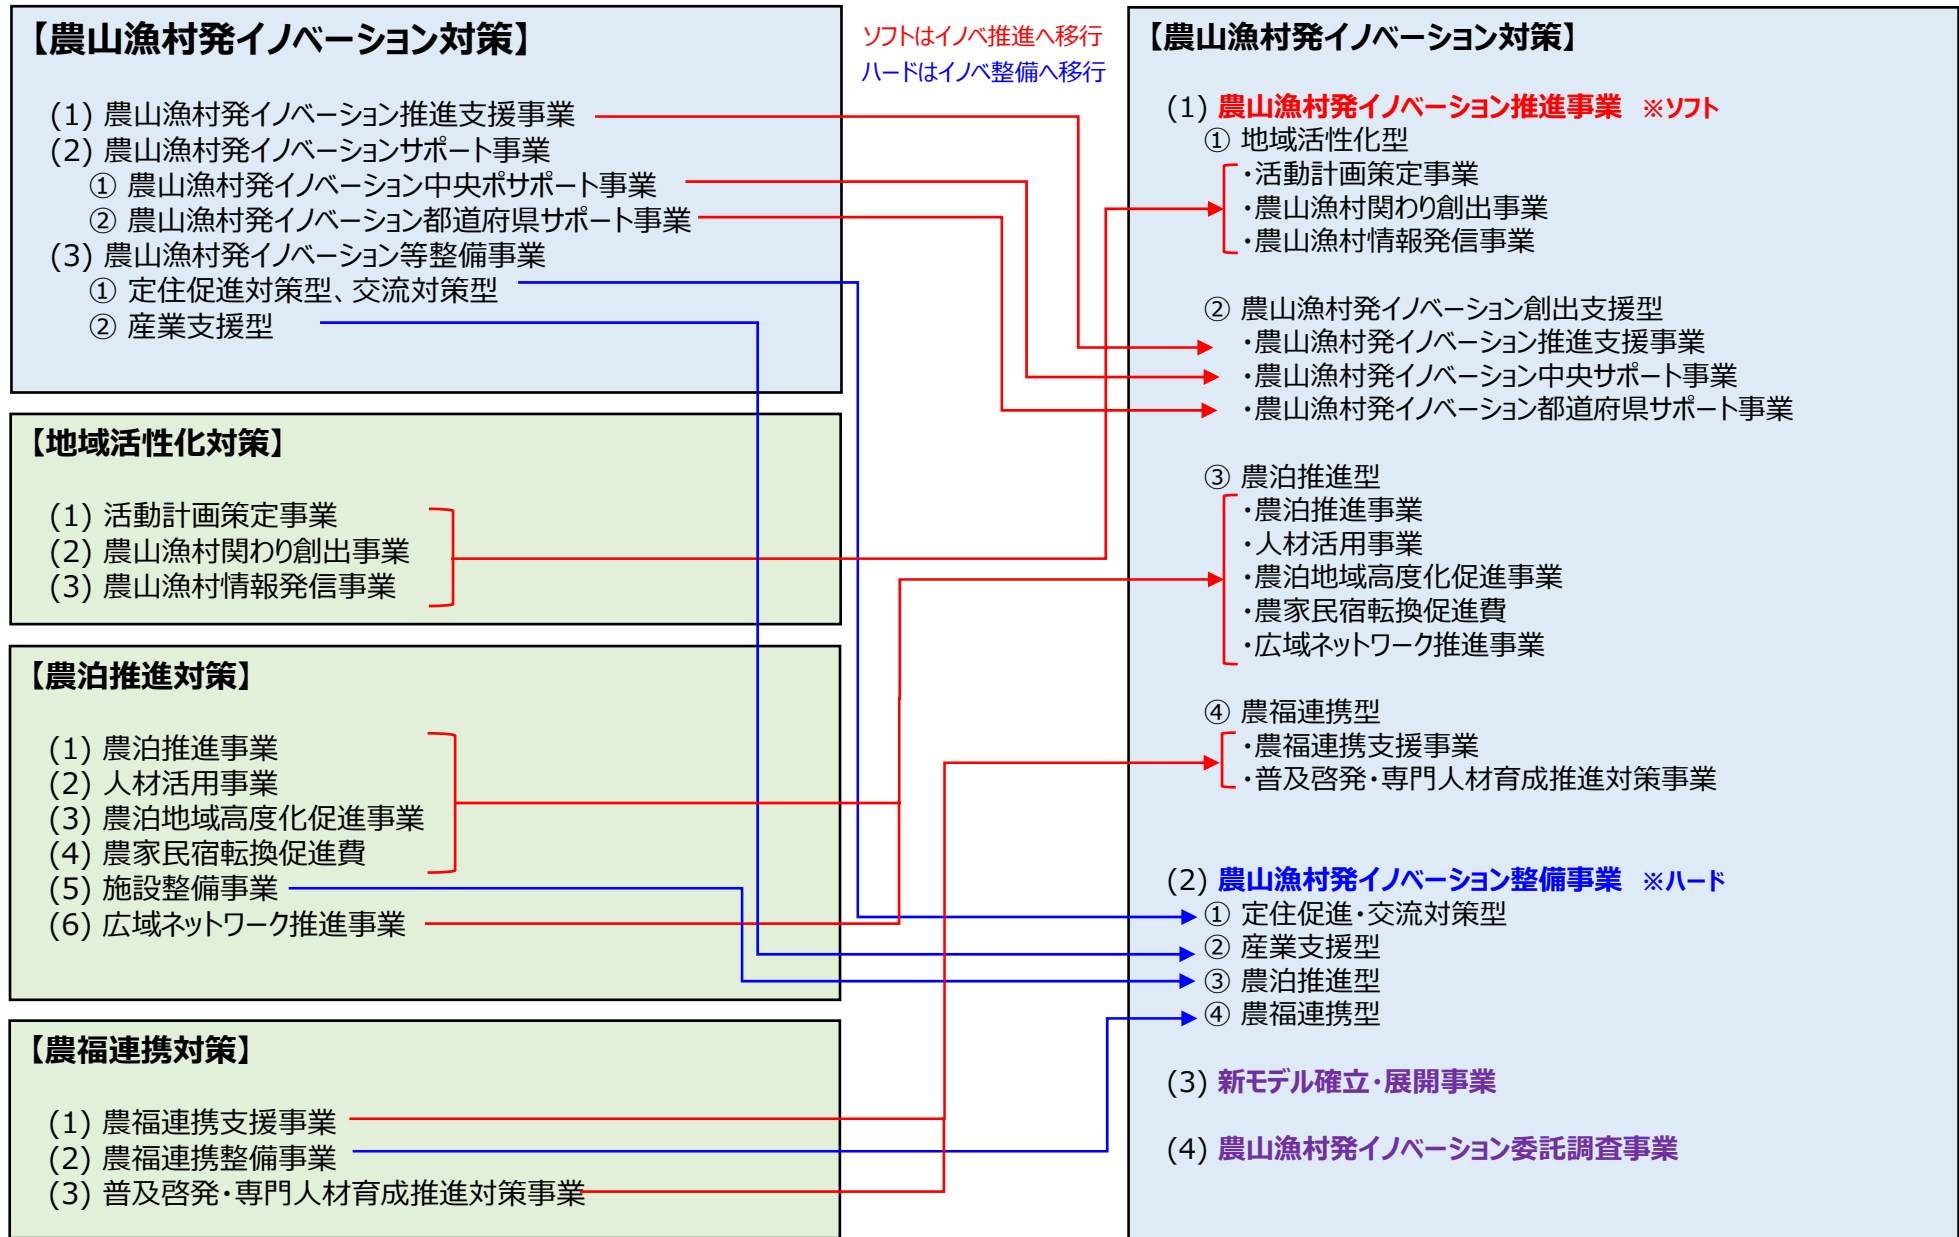 【農山漁村発イノベーション対策】
(1) 農山漁村発イノベーション推進支援事業
(2) 農山漁村発イノベーションサポート事業
① 農山漁村発イノベーション中央ポサポート事業
② 農山漁村発イノベーション都道府県サポート事業
(3) 農山漁村発イノベーション等整備事業
① 定住促進対策型、交流対策型
② 産業支援型
【地域活性化対策】
(1) 活動計画策定事業
(2) 農山漁村関わり創出事業
(3) 農山漁村情報発信事業
【農泊推進対策】
(1) 農泊推進事業
(2) 人材活用事業
(3) 農泊地域高度化促進事業
(4) 農家民宿転換促進費
(5) 施設整備事業
(6) 広域ネットワーク推進事業
【農福連携対策】
(1) 農福連携支援事業
(2) 農福連携整備事業
(3) 普及啓発・専門人材育成推進対策事業
ソフトはイノベ推進へ移行
ハードはイノベ整備へ移行
【農山漁村発イノベーション対策】
(1) 農山漁村発イノベーション推進事業 ※ソフト
① 地域活性化型
・活動計画策定事業
・農山漁村関わり創出事業
・農山漁村情報発信事業
② 農山漁村発イノベーション創出支援型
・農山漁村発イノベーション推進支援事業
・農山漁村発イノベーション中央サポート事業
・農山漁村発イノベーション都道府県サポート事業
③ 農泊推進型
・農泊推進事業
・人材活用事業
・農泊地域高度化促進事業
・農家民宿転換促進費
・広域ネットワーク推進事業
④ 農福連携型
・農福連携支援事業
・普及啓発・専門人材育成推進対策事業
(2) 農山漁村発イノベーション整備事業 ※ハード
① 定住促進・交流対策型
② 産業支援型
③ 農泊推進型
④ 農福連携型
(3) 新モデル確立・展開事業
(4) 農山漁村発イノベーション委託調査事業